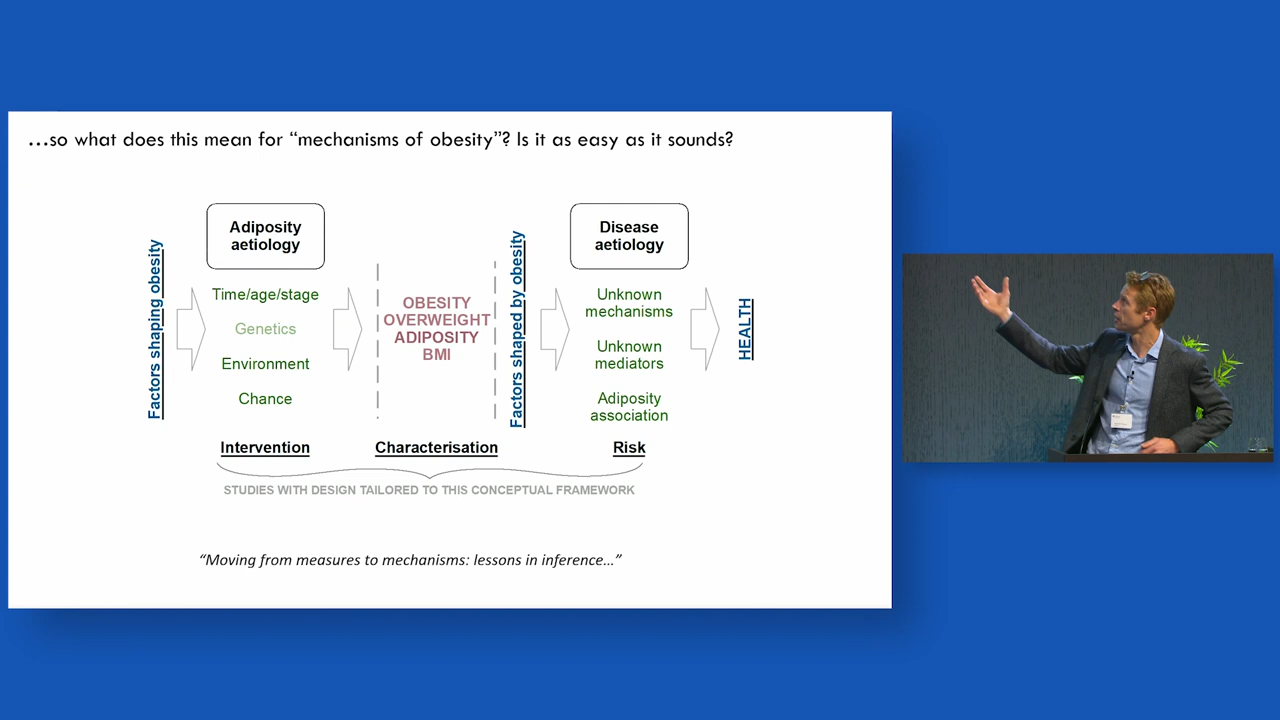 …so what does this mean for “mechanisms of obesity”? Is it as easy as it sounds?
Factors shaping obesity
Adiposity
aetiology
Time/age/stage
Genetics
Environment
Chance
Intervention
OBESITY
OVERWEIGHT
ADIPOSITY
BMI
Characterisation
Factors shaped by obesity
Disease
aetiology
Unknown
mechanisms
Unknown
mediators
Adiposity
association
Risk
HEALTH
STUDIES WITH DESIGN TAILORED TO THIS CONCEPTUAL FRAMEWORK
“Moving from measures to mechanisms: lessons in inference…”